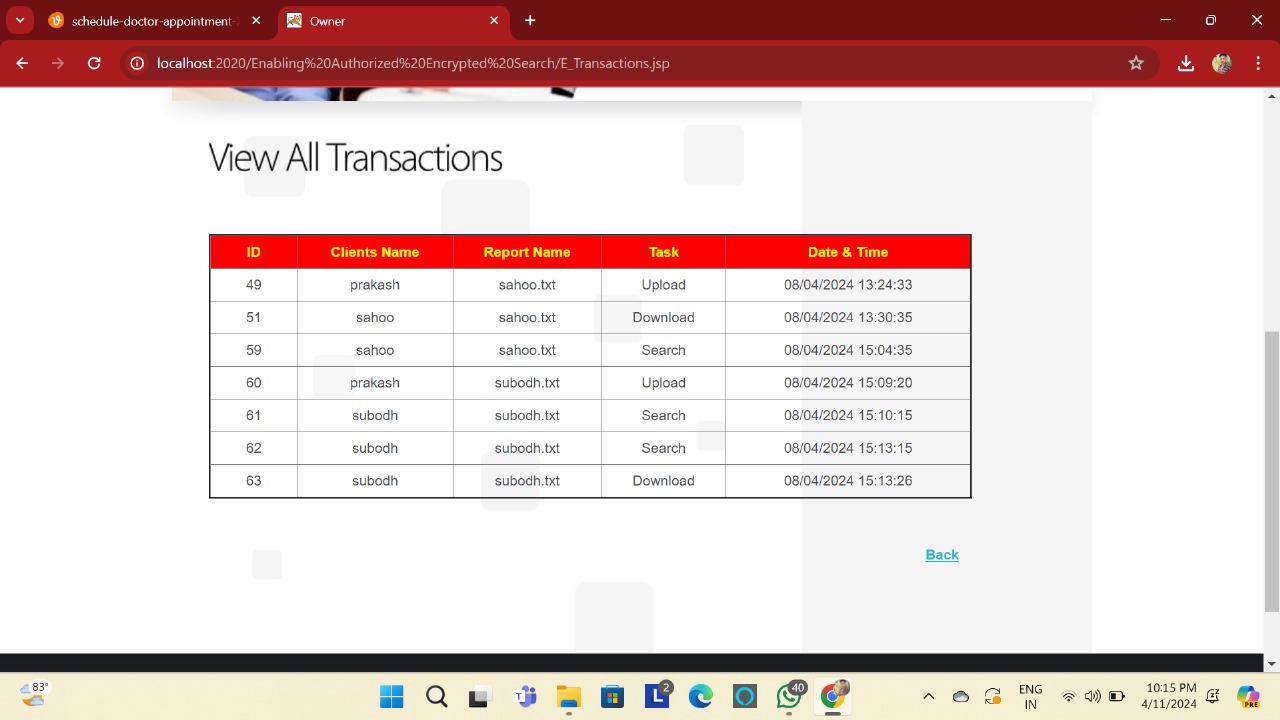 schedule-doctor-appointment-
Owner
localhost:2020/Enabling%20Authorized%20Encrypted%20Search/E_Transactions.jsp
View All Transactions
ID Clients Name Report Name Task Date & Time
49 prakash sahoo.txt Upload 08/04/2024 13:24:33
51 sahoo sahoo.txt Download 08/04/2024 13:30:35
59 sahoo sahoo.txt Search 08/04/2024 15:04:35
60 prakash subodh.txt Upload 08/04/2024 15:09:20
61 subodh subodh.txt Search 08/04/2024 15:10:15
62 subodh subodh.txt Search 08/04/2024 15:13:15
63 subodh subodh.txt Download 08/04/2024 15:13:26
Back
83°
L 2
40
ENG
IN
10:15 PM
4/11/2024
PRE